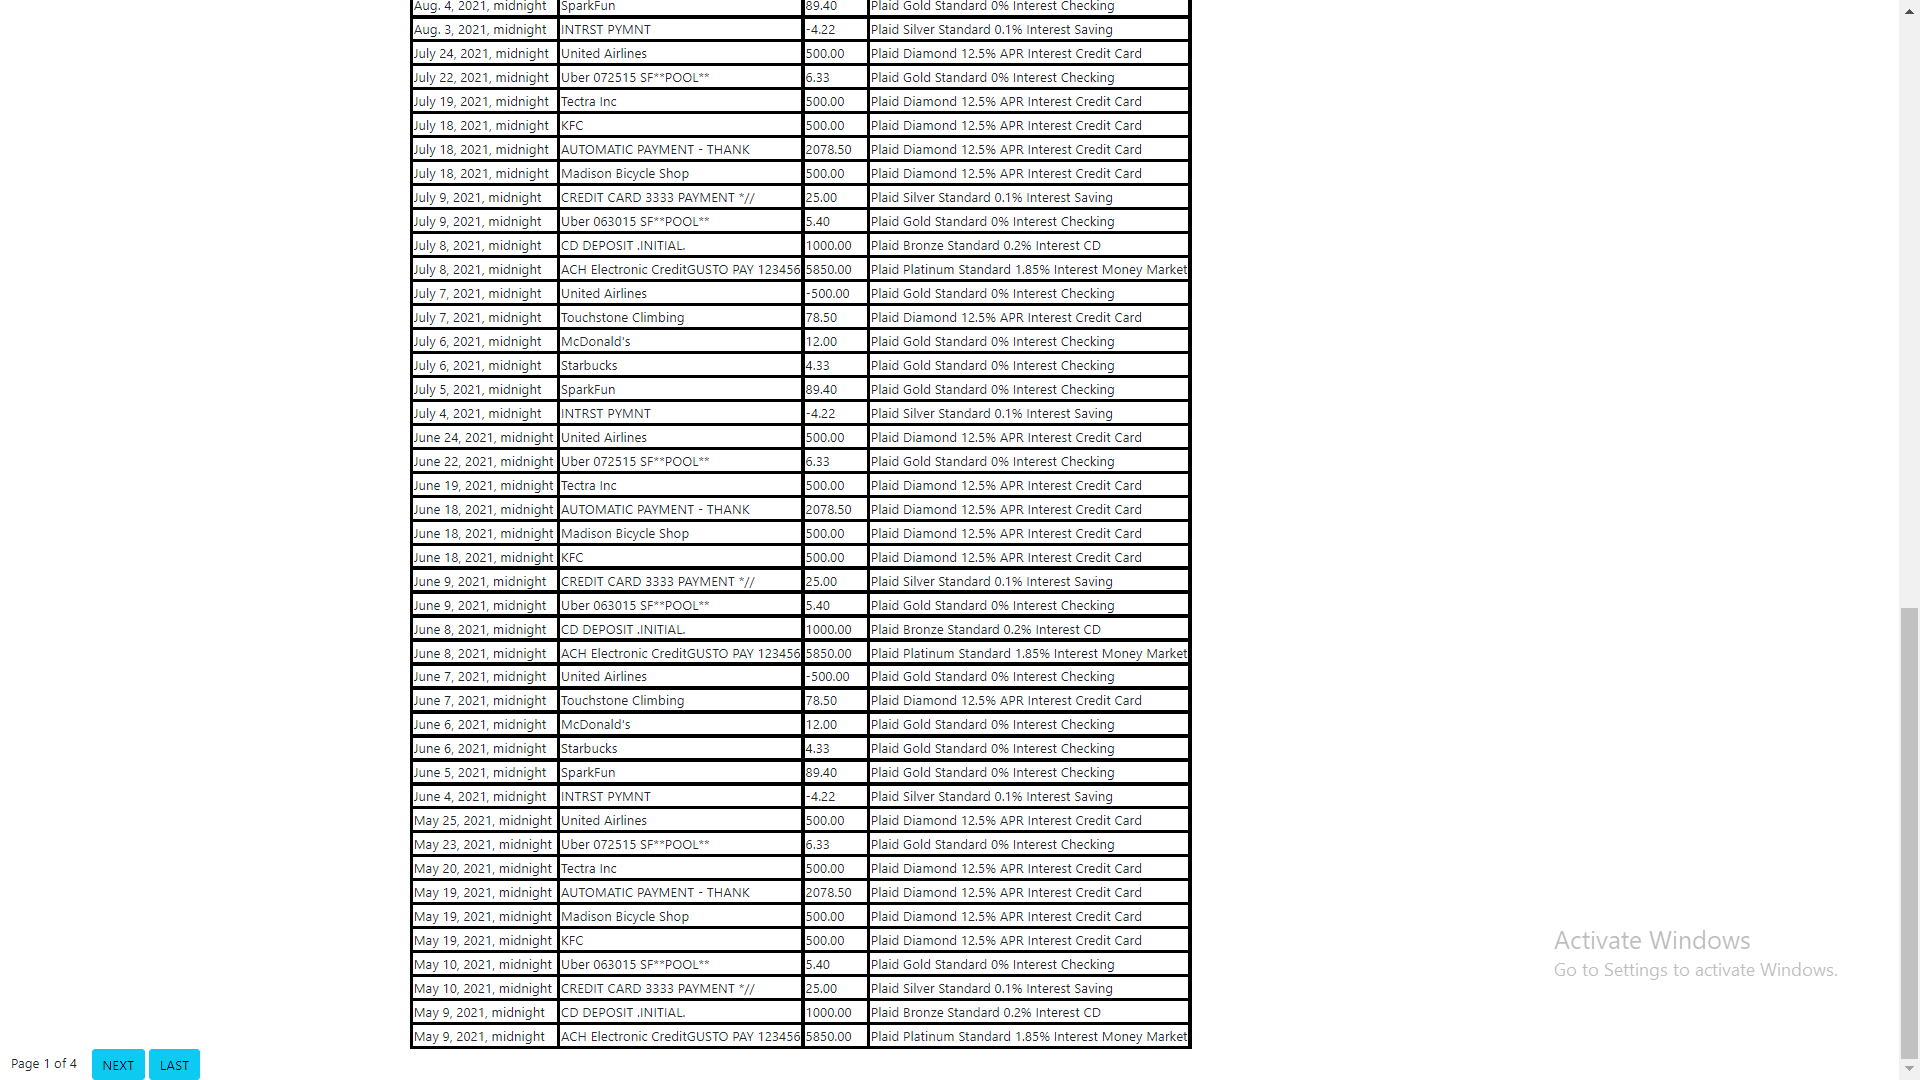 Aug. 4, 2021, midnight SparkFun 89.40 Plaid Gold Standard 0% Interest Checking
Aug. 3, 2021, midnight INTRST PYMNT -4.22 Plaid Silver Standard 0.1% Interest Saving
July 24, 2021, midnight United Airlines 500.00 Plaid Diamond 12.5% APR Interest Credit Card
July 22, 2021, midnight Uber 072515 SF**POOL** 6.33 Plaid Gold Standard 0% Interest Checking
July 19, 2021, midnight Tectra Inc 500.00 Plaid Diamond 12.5% APR Interest Credit Card
July 18, 2021, midnight KFC 500.00 Plaid Diamond 12.5% APR Interest Credit Card
July 18, 2021, midnight AUTOMATIC PAYMENT - THANK 2078.50 Plaid Diamond 12.5% APR Interest Credit Card
July 18, 2021, midnight Madison Bicycle Shop 500.00 Plaid Diamond 12.5% APR Interest Credit Card
July 9, 2021, midnight CREDIT CARD 3333 PAYMENT *// 25.00 Plaid Silver Standard 0.1% Interest Saving
July 9, 2021, midnight Uber 063015 SF**POOL** 5.40 Plaid Gold Standard 0% Interest Checking
July 8, 2021, midnight CD DEPOSIT .INITIAL. 1000.00 Plaid Bronze Standard 0.2% Interest CD
July 8, 2021, midnight ACH Electronic CreditGUSTO PAY 123456 5850.00 Plaid Platinum Standard 1.85% Interest Money Market
July 7, 2021, midnight United Airlines -500.00 Plaid Gold Standard 0% Interest Checking
July 7, 2021, midnight Touchstone Climbing 78.50 Plaid Diamond 12.5% APR Interest Credit Card
July 6, 2021, midnight McDonald's 12.00 Plaid Gold Standard 0% Interest Checking
July 6, 2021, midnight Starbucks 4.33 Plaid Gold Standard 0% Interest Checking
July 5, 2021, midnight SparkFun 89.40 Plaid Gold Standard 0% Interest Checking
July 4, 2021, midnight INTRST PYMNT -4.22 Plaid Silver Standard 0.1% Interest Saving
June 24, 2021, midnight United Airlines 500.00 Plaid Diamond 12.5% APR Interest Credit Card
June 22, 2021, midnight Uber 072515 SF**POOL** 6.33 Plaid Gold Standard 0% Interest Checking
June 19, 2021, midnight Tectra Inc 500.00 Plaid Diamond 12.5% APR Interest Credit Card
June 18, 2021, midnight AUTOMATIC PAYMENT - THANK 2078.50 Plaid Diamond 12.5% APR Interest Credit Card
June 18, 2021, midnight Madison Bicycle Shop 500.00 Plaid Diamond 12.5% APR Interest Credit Card
June 18, 2021, midnight KFC 500.00 Plaid Diamond 12.5% APR Interest Credit Card
June 9, 2021, midnight CREDIT CARD 3333 PAYMENT *// 25.00 Plaid Silver Standard 0.1% Interest Saving
June 9, 2021, midnight Uber 063015 SF**POOL** 5.40 Plaid Gold Standard 0% Interest Checking
June 8, 2021, midnight CD DEPOSIT .INITIAL. 1000.00 Plaid Bronze Standard 0.2% Interest CD
June 8, 2021, midnight ACH Electronic CreditGUSTO PAY 123456 5850.00 Plaid Platinum Standard 1.85% Interest Money Market
June 7, 2021, midnight United Airlines -500.00 Plaid Gold Standard 0% Interest Checking
June 7, 2021, midnight Touchstone Climbing 78.50 Plaid Diamond 12.5% APR Interest Credit Card
June 6, 2021, midnight McDonald's 12.00 Plaid Gold Standard 0% Interest Checking
June 6, 2021, midnight Starbucks 4.33 Plaid Gold Standard 0% Interest Checking
June 5, 2021, midnight SparkFun 89.40 Plaid Gold Standard 0% Interest Checking
June 4, 2021, midnight INTRST PYMNT -4.22 Plaid Silver Standard 0.1% Interest Saving
May 25, 2021, midnight United Airlines 500.00 Plaid Diamond 12.5% APR Interest Credit Card
May 23, 2021, midnight Uber 072515 SF**POOL** 6.33 Plaid Gold Standard 0% Interest Checking
May 20, 2021, midnight Tectra Inc 500.00 Plaid Diamond 12.5% APR Interest Credit Card
May 19, 2021, midnight AUTOMATIC PAYMENT - THANK 2078.50 Plaid Diamond 12.5% APR Interest Credit Card
May 19, 2021, midnight Madison Bicycle Shop 500.00 Plaid Diamond 12.5% APR Interest Credit Card
May 19, 2021, midnight KFC 500.00 Plaid Diamond 12.5% APR Interest Credit Card
May 10, 2021, midnight Uber 063015 SF**POOL** 5.40 Plaid Gold Standard 0% Interest Checking
May 10, 2021, midnight CREDIT CARD 3333 PAYMENT *// 25.00 Plaid Silver Standard 0.1% Interest Saving
May 9, 2021, midnight CD DEPOSIT .INITIAL. 1000.00 Plaid Bronze Standard 0.2% Interest CD
May 9, 2021, midnight ACH Electronic CreditGUSTO PAY 123456 5850.00 Plaid Platinum Standard 1.85% Interest Money Market
Page 1 of 4 NEXT LAST
Activate Windows
Go to Settings to activate Windows.